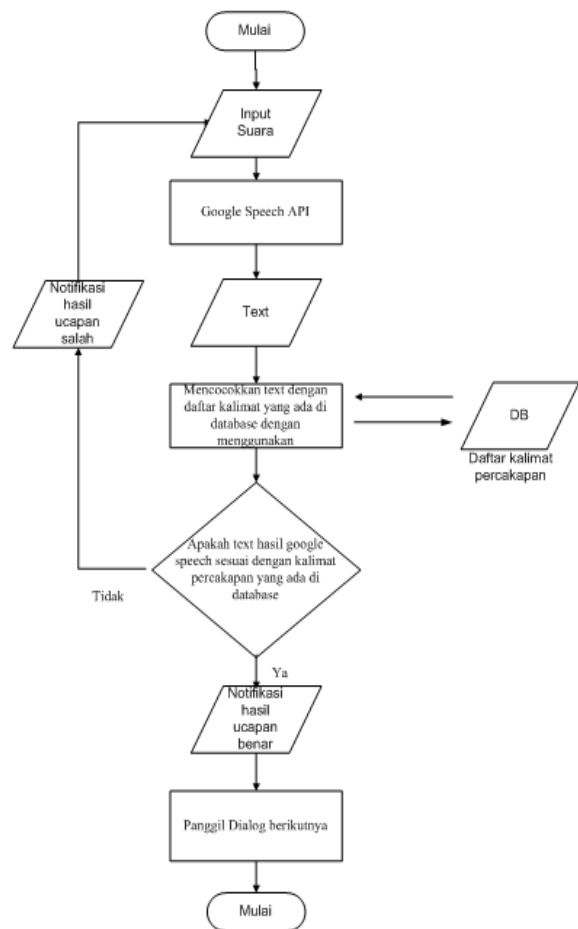 Mulai
Input
Suara
Google Speech API
Notifikasi
hasil
ucapan
salah
Text
Mencocokkan text dengan
daftar kalimat yang ada di
database dengan
menggunakan
DB
Daftar kalimat
percakapan
Apakah text hasil google
speech sesuai dengan kalimat
percakapan yang ada di
database
Tidak
Ya
Notifikasi
hasil
ucapan
benar
Panggil Dialog berikutnya
Mulai